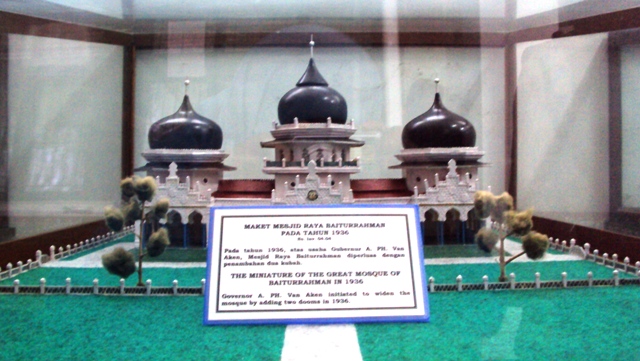 MAKET MESJID RAYA BAITURRAHMAN
PADA TAHUN 1936
Pada tahun 1936, atas usaha Gubernor A. PH. Van
Aken, Mesjid Raya Baiturrahman diperluas dengan
penambahan dua kubah.
THE MINIATURE OF THE GREAT MOSQUE OF
BAITURRAHMAN IN 1936
Governor A. PH. Van Aken initiated to widen the
mosque by adding two dooms in 1936.